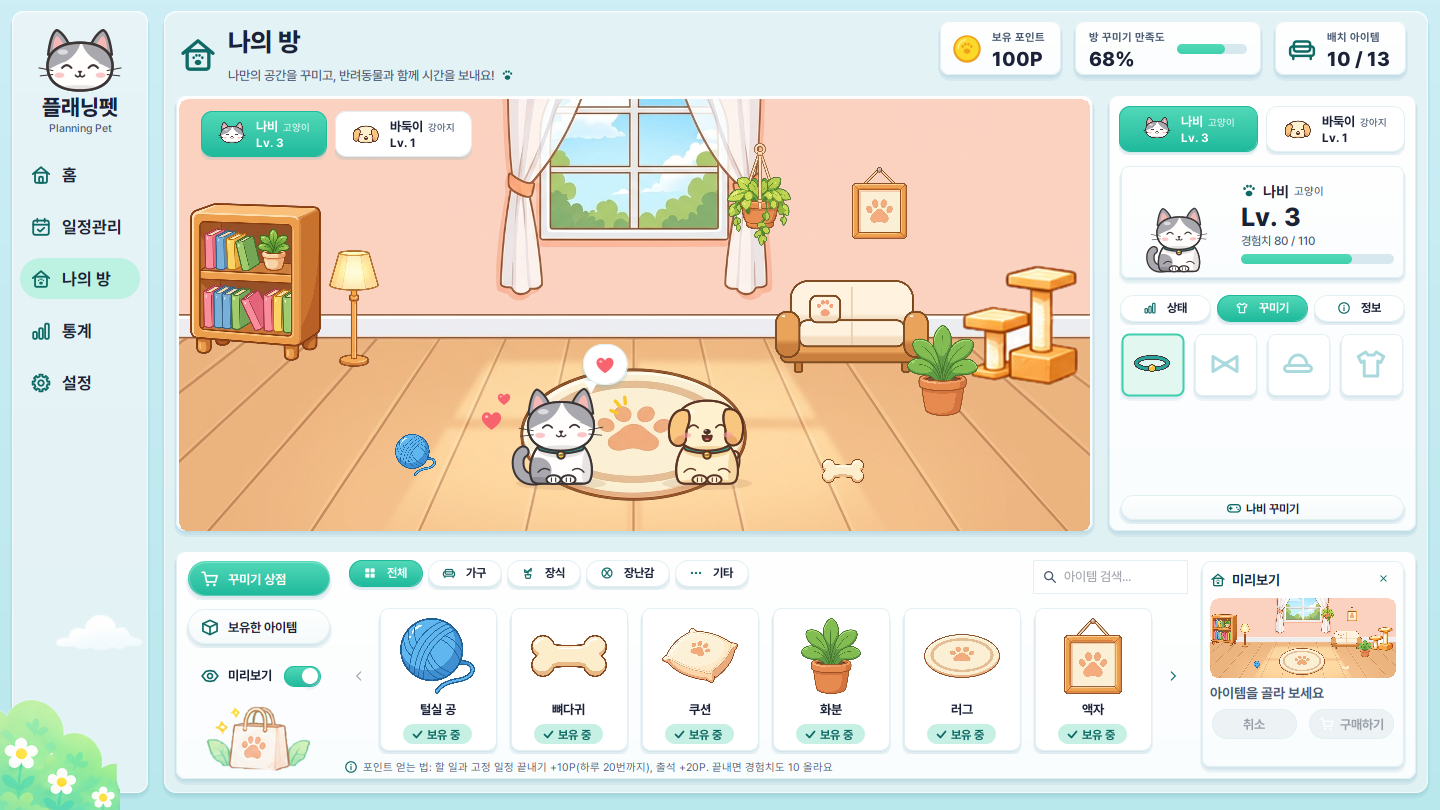 플래닝펫
Planning Pet
홈
일정관리
나의 방
통계
설정
나의 방
나만의 공간을 꾸미고, 반려동물과 함께 시간을 보내요!
보유 포인트
100P
방 꾸미기 만족도
68%
배치 아이템
10 / 13
나비 고양이
Lv. 3
바둑이 강아지
Lv. 1
나비 고양이
Lv. 3
바둑이 강아지
Lv. 1
나비 고양이
Lv. 3
경험치 80 / 110
상태
꾸미기
정보
나비 꾸미기
꾸미기 상점
보유한 아이템
미리보기
전체
가구
장식
장난감
기타
아이템 검색...
털실 공
보유 중
뼈다귀
보유 중
쿠션
보유 중
화분
보유 중
러그
보유 중
액자
보유 중
포인트 얻는 법: 할 일과 고정 일정 끝내기 +10P(하루 20번까지), 출석 +20P. 끝내면 경험치도 10 올라요
미리보기
아이템을 골라 보세요
취소
구매하기